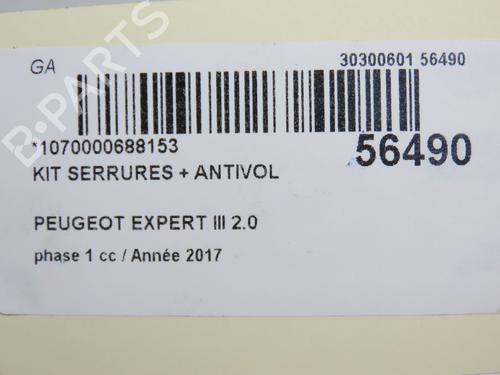 GA
30300601 56490
*1070000688153
56490
KIT SERRURES + ANTIVOL
PEUGEOT EXPERT III 2.0
phase 1 cc / Année 2017
B-PARTS